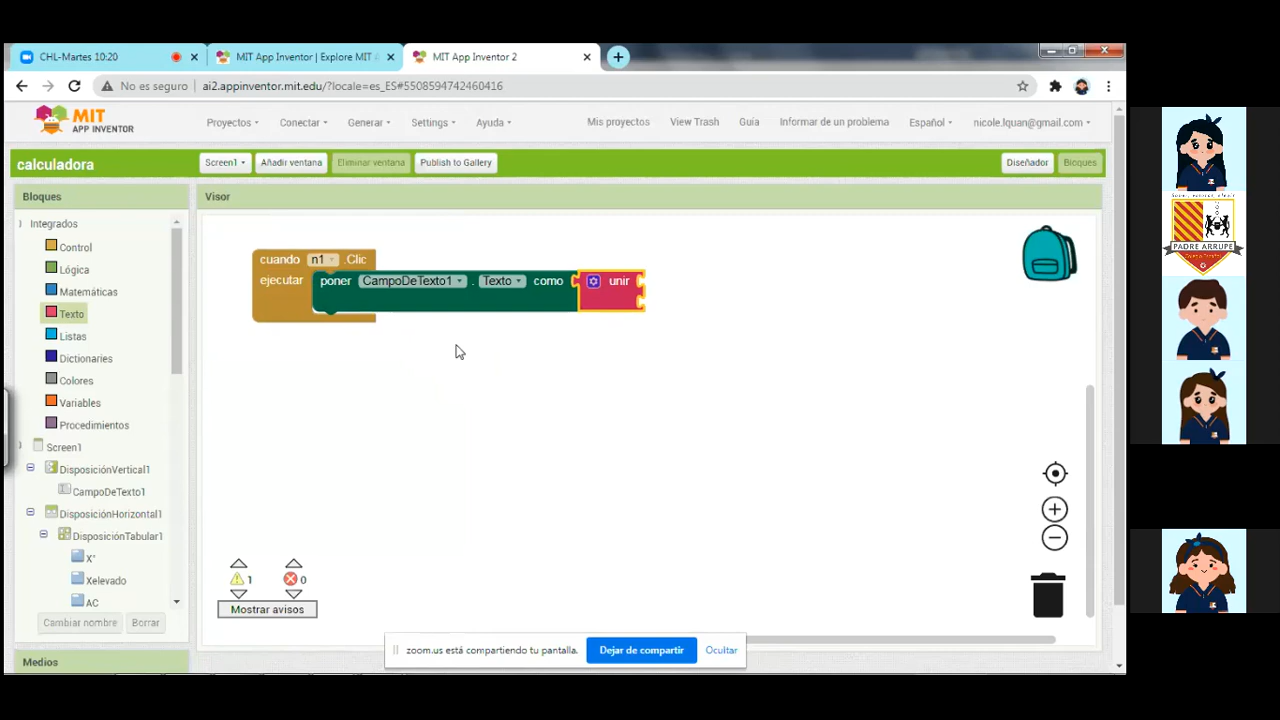 CHL-Martes 10:20
MIT App Inventor | Explore MIT A
MIT App Inventor 2
No es seguro
ai2.appinventor.mit.edu/?locale=es_ES#5508594742460416
MIT
APP INVENTOR
Proyectos
Conectar
Generar
Settings
Ayuda
Mis proyectos
View Trash
Guía
Informar de un problema
Español
nicole.lquan@gmail.com
calculadora
Screen1
Añadir ventana
Eliminar ventana
Publish to Gallery
Diseñador
Bloques
Bloques
Visor
Integrados
Control
Lógica
Matemáticas
Texto
Listas
Dictionaries
Colores
Variables
Procedimientos
Screen1
DisposiciónVertical1
CampoDeTexto1
DisposiciónHorizontal1
DisposiciónTabular1
Xelevado
AC
Cambiar nombre
Borrar
Medios
cuando n1 .Clic
ejecutar poner CampoDeTexto1 . Texto como unir
1
0
Mostrar avisos
zoom.us está compartiendo tu pantalla.
Dejar de compartir
Ocultar
PADRE ARRUPE